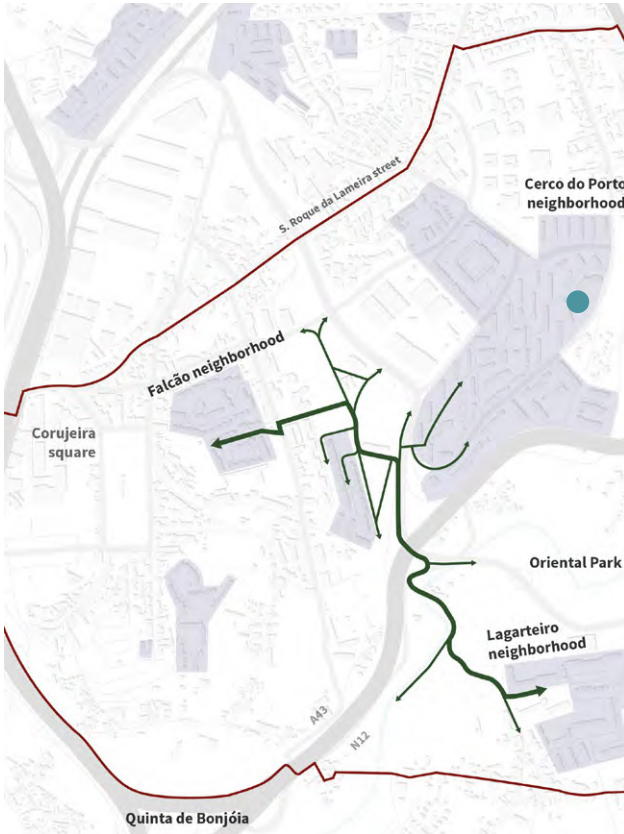 S. Roque da Lameira street
Cerco do Porto
neighborhood
Falcão neighborhood
Corujeira
square
Oriental Park
Lagarteiro
neighborhood
A43
N12
Quinta de Bonjóia